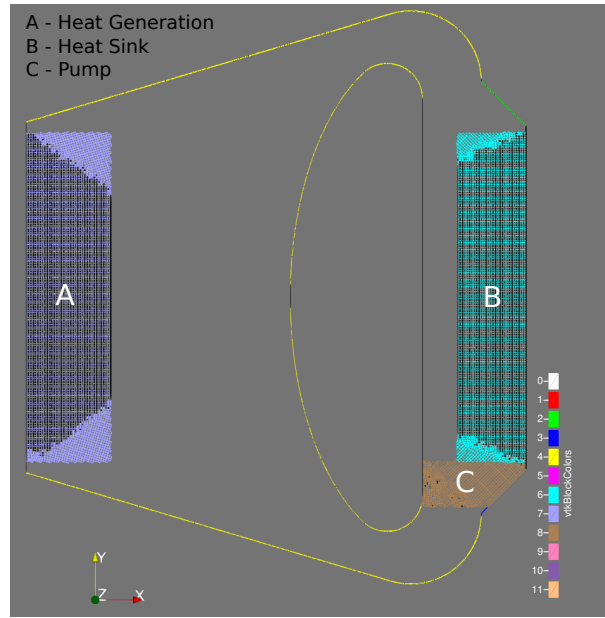 A - Heat Generation
B - Heat Sink
C - Pump
A
B
C
0
1
2
3
4
5
6
7
8
9
10
11
vtkBlockColors
Y
Z
X